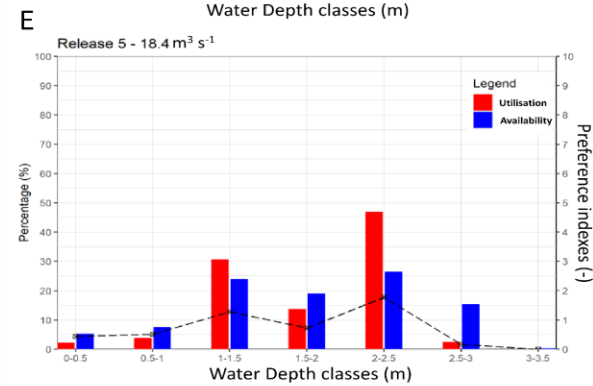 Water Depth classes (m)
E
Release 5 - 18.4 m³ s⁻¹
100
90
80
70
60
50
40
30
20
10
0
Percentage (%)
10
9
8
7
6
5
4
3
2
1
0
Preference indexes (-)
Legend
Utilisation
Availability
0-0.5 0.5-1 1-1.5 1.5-2 2-2.5 2.5-3 3-3.5
Water Depth classes (m)